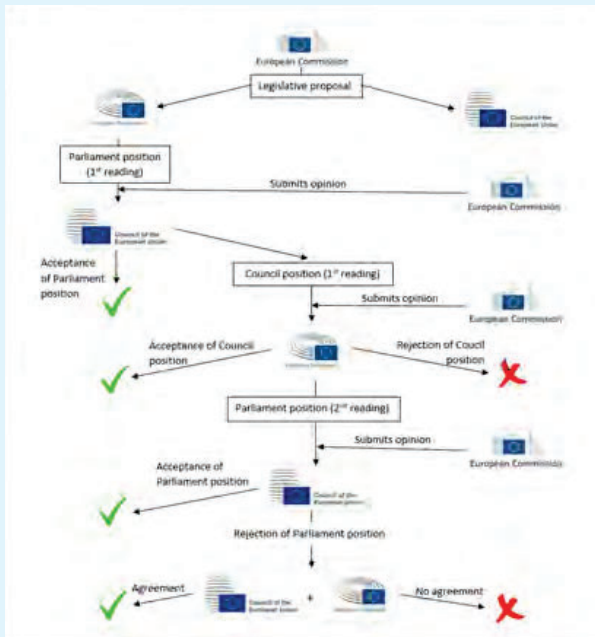 European Commission
Legislative proposal
Council of the
European Union
Parliament position
(1st reading)
Submits opinion
European Commission
Council of the
European Union
Acceptance
of Parliament
position
Council position (1st reading)
Submits opinion
European Commission
Acceptance of Council
position
Rejection of Coucil
position
Parliament position (2nd reading)
Submits opinion
European Commission
Acceptance of
Parliament position
Council of the
European Union
Rejection of Parliament position
Agreement
Council of the
European Union
+
No agreement